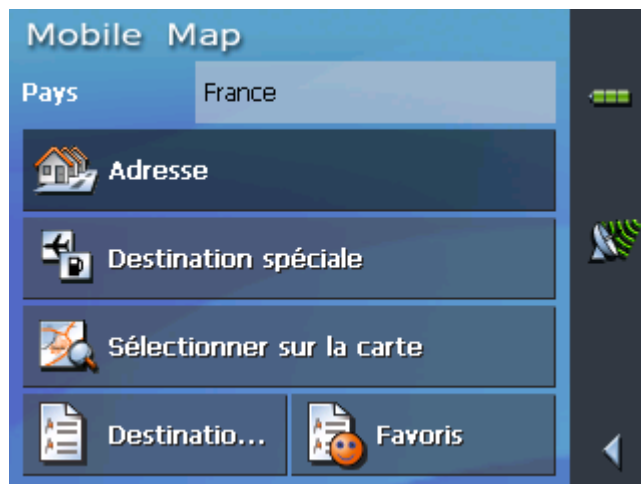 Mobile Map
Pays France
Adresse
Destination spéciale
Sélectionner sur la carte
Destinatio... Favoris